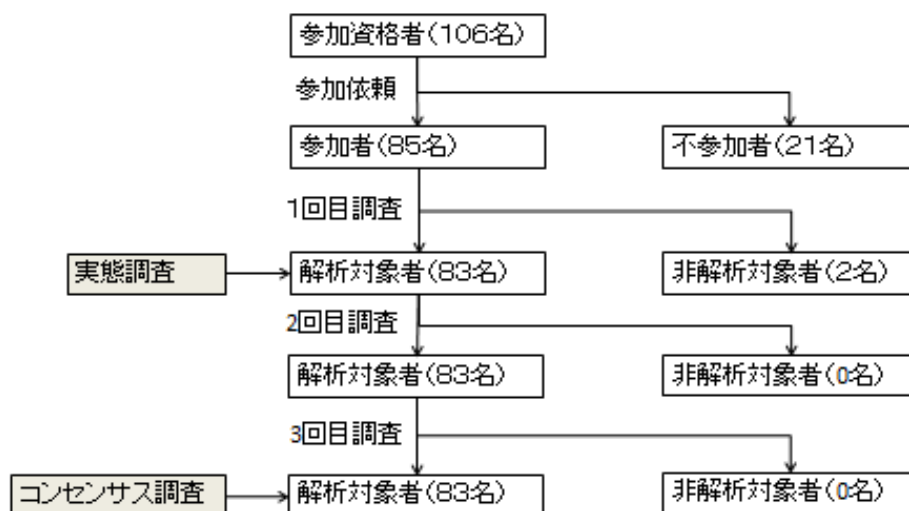 参加資格者(106名)
参加依頼
参加者(85名)
不参加者(21名)
1回目調査
実態調査
解析対象者(83名)
非解析対象者(2名)
2回目調査
解析対象者(83名)
非解析対象者(0名)
3回目調査
コンセンサス調査
解析対象者(83名)
非解析対象者(0名)